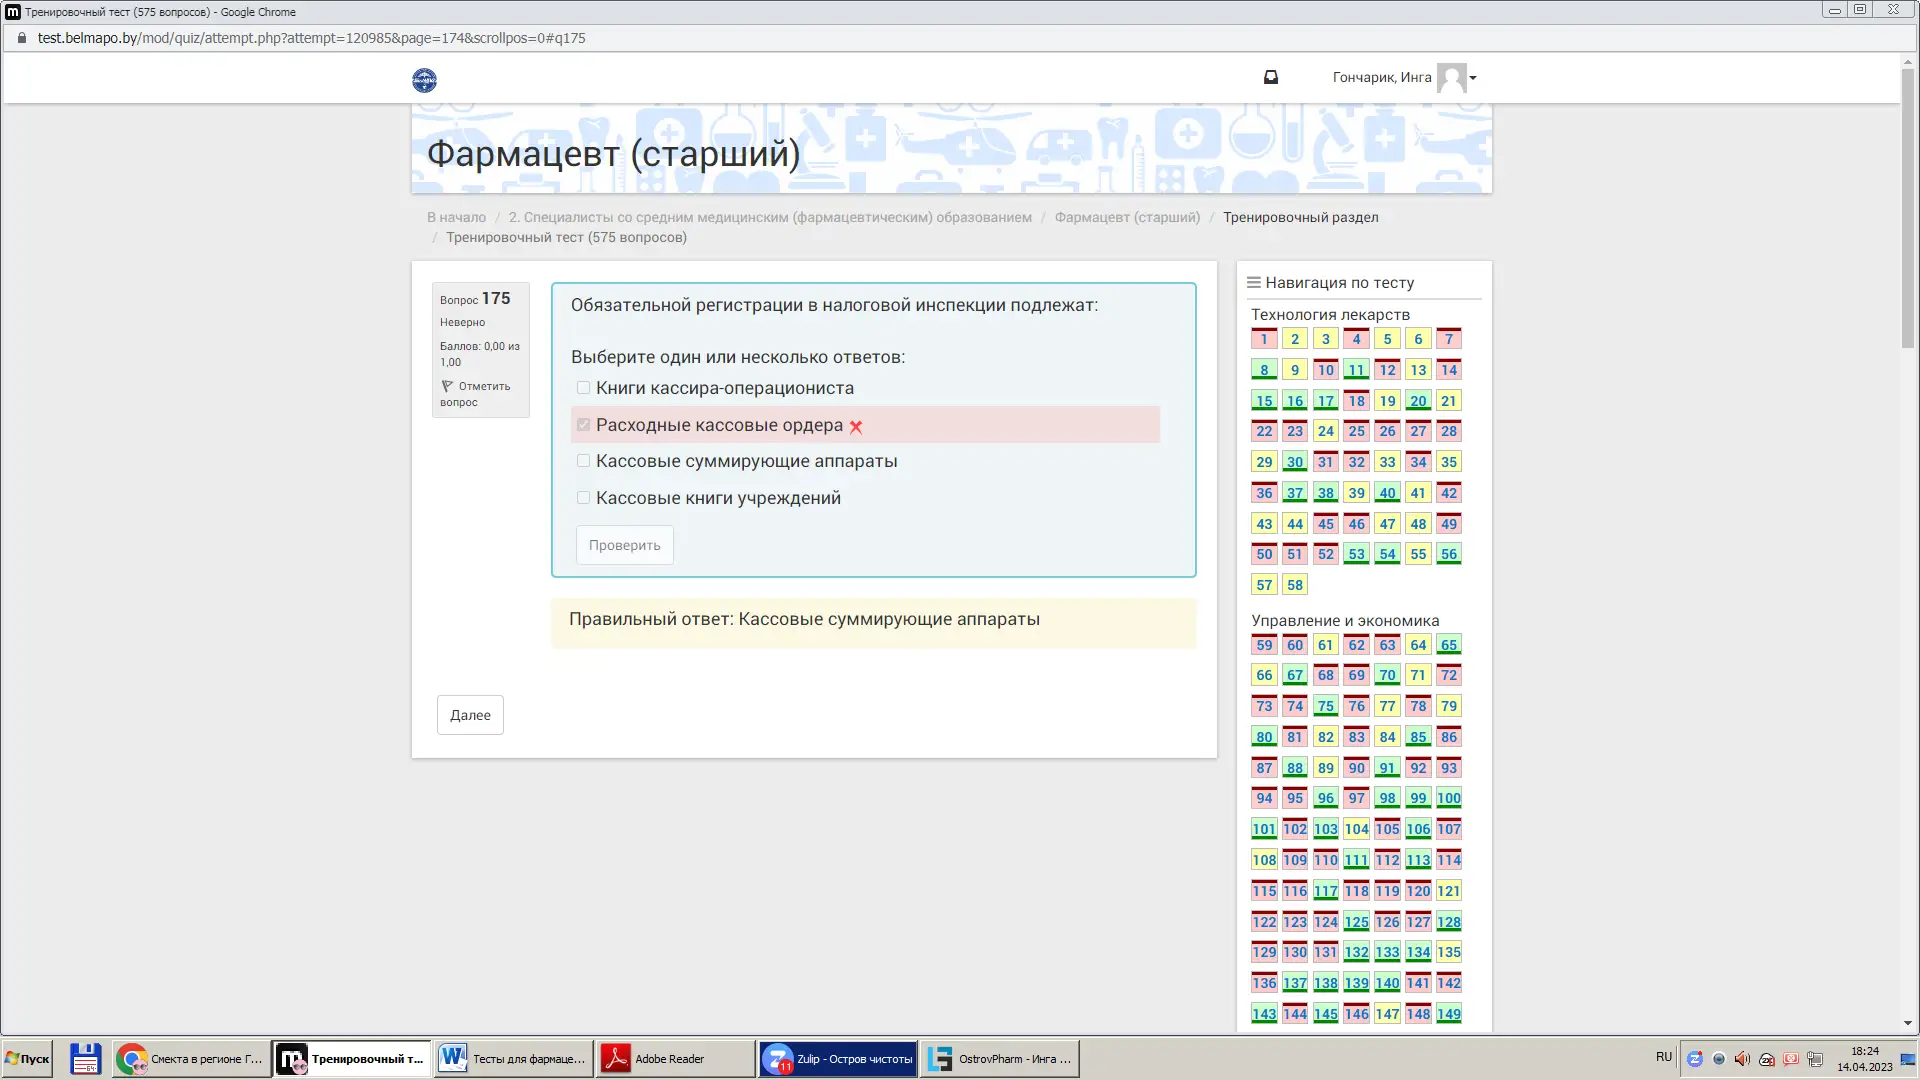 Тренировочный тест (575 вопросов) - Google Chrome
test.belmapo.by/mod/quiz/attempt.php?attempt=120985&page=174&scrollpos=0#q175
Гончарик, Инга
Фармацевт (старший)
В начало / 2. Специалисты со средним медицинским (фармацевтическим) образованием / Фармацевт (старший) / Тренировочный раздел
/ Тренировочный тест (575 вопросов)
Вопрос 175
Неверно
Баллов: 0,00 из
1,00
Отметить
вопрос
Обязательной регистрации в налоговой инспекции подлежат:
Выберите один или несколько ответов:
Книги кассира-операциониста
Расходные кассовые ордера
Кассовые суммирующие аппараты
Кассовые книги учреждений
Проверить
Правильный ответ: Кассовые суммирующие аппараты
Далее
Навигация по тесту
Технология лекарств
1 2 3 4 5 6 7
8 9 10 11 12 13 14
15 16 17 18 19 20 21
22 23 24 25 26 27 28
29 30 31 32 33 34 35
36 37 38 39 40 41 42
43 44 45 46 47 48 49
50 51 52 53 54 55 56
57 58
Управление и экономика
59 60 61 62 63 64 65
66 67 68 69 70 71 72
73 74 75 76 77 78 79
80 81 82 83 84 85 86
87 88 89 90 91 92 93
94 95 96 97 98 99 100
101 102 103 104 105 106 107
108 109 110 111 112 113 114
115 116 117 118 119 120 121
122 123 124 125 126 127 128
129 130 131 132 133 134 135
136 137 138 139 140 141 142
143 144 145 146 147 148 149
Пуск
Смекта в регионе Г...
Тренировочный т...
Тесты для фармаце...
Adobe Reader
11
Zulip - Остров чистоты
OstrovPharm - Инга ...
RU
18:24
14.04.2023